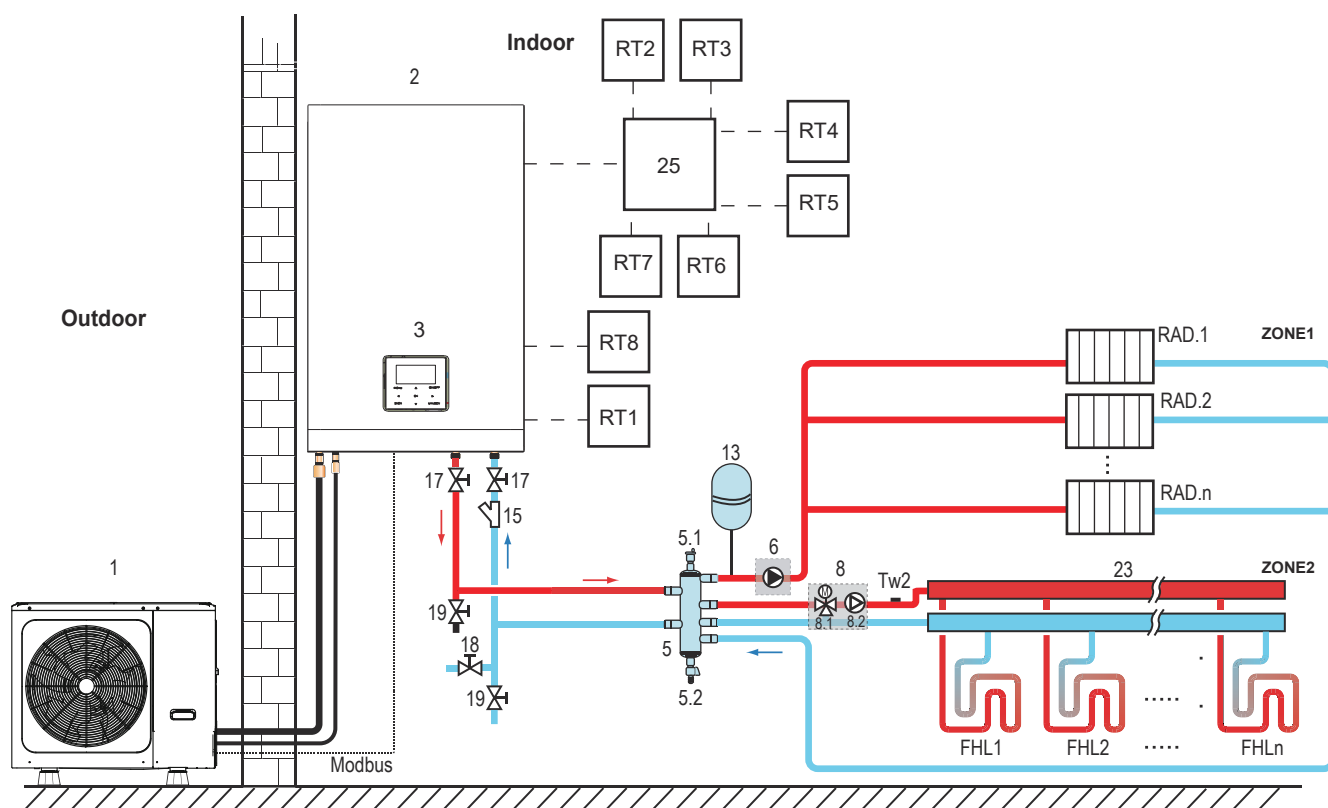 Indoor
RT2
RT3
2
RT4
25
RT5
RT7
RT6
Outdoor
3
RT8
RT1
RAD.1
ZONE1
RAD.2
RAD.n
17
17
13
15
5.1
6
1
8
Tw2
23
ZONE2
M
8.1
8.2
19
18
5
5.2
19
FHL1
FHL2
FHLn
Modbus